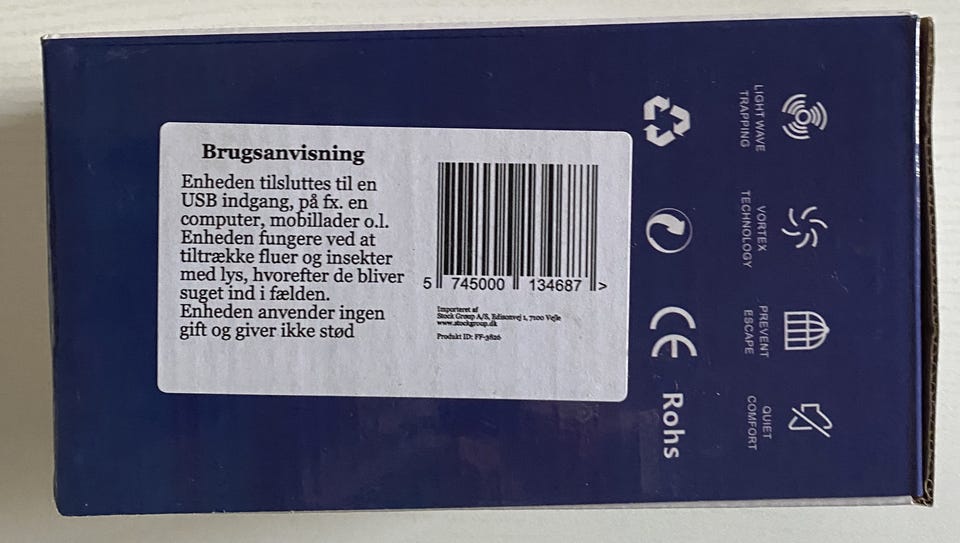 Brugsanvisning
Enheden tilsluttes til en
USB indgang, på fx. en
computer, mobillader o.l.
Enheden fungere ved at
tiltrække fluer og insekter
med lys, hvorefter de bliver
suget ind i fælden.
Enheden anvender ingen
gift og giver ikke stød
5 745000 134687 >
Importeret af
Stock Group A/S, Edisonvej 1, 7100 Vejle
www.stockgroup.dk
Produkt ID: FF-3826
CE
Rohs
LIGHT WAVE
TRAPPING
VORTEX
TECHNOLOGY
PREVENT
ESCAPE
QUIET
COMFORT